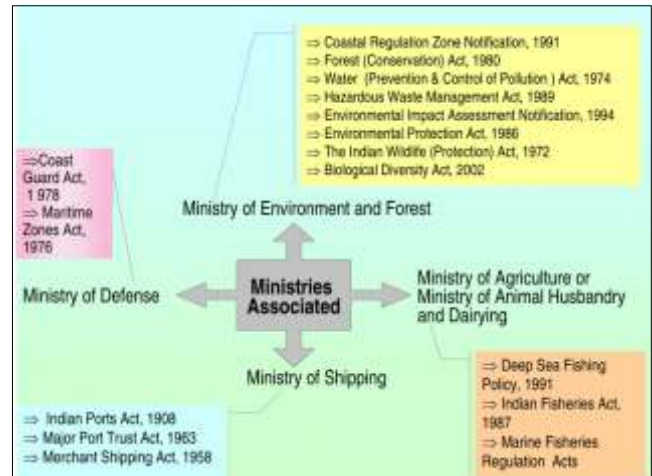 ⇒ Coastal Regulation Zone Notification, 1991
⇒ Forest (Conservation) Act, 1980
⇒ Water (Prevention & Control of Pollution ) Act, 1974
⇒ Hazardous Waste Management Act, 1989
⇒ Environmental Impact Assessment Notification, 1994
⇒ Environmental Protection Act, 1986
⇒ The Indian Wildlife (Protection) Act, 1972
⇒ Biological Diversity Act, 2002
⇒Coast
Guard Act,
1 978
⇒ Maritime
Zones Act,
1976
Ministry of Environment and Forest
Ministry of Defense
Ministries
Associated
Ministry of Agriculture or
Ministry of Animal Husbandry
and Dairying
Ministry of Shipping
⇒ Indian Ports Act, 1908
⇒ Major Port Trust Act, 1963
⇒ Merchant Shipping Act, 1958
⇒ Deep Sea Fishing
Policy, 1991
⇒ Indian Fisheries Act,
1987
⇒ Marine Fisheries
Regulation Acts